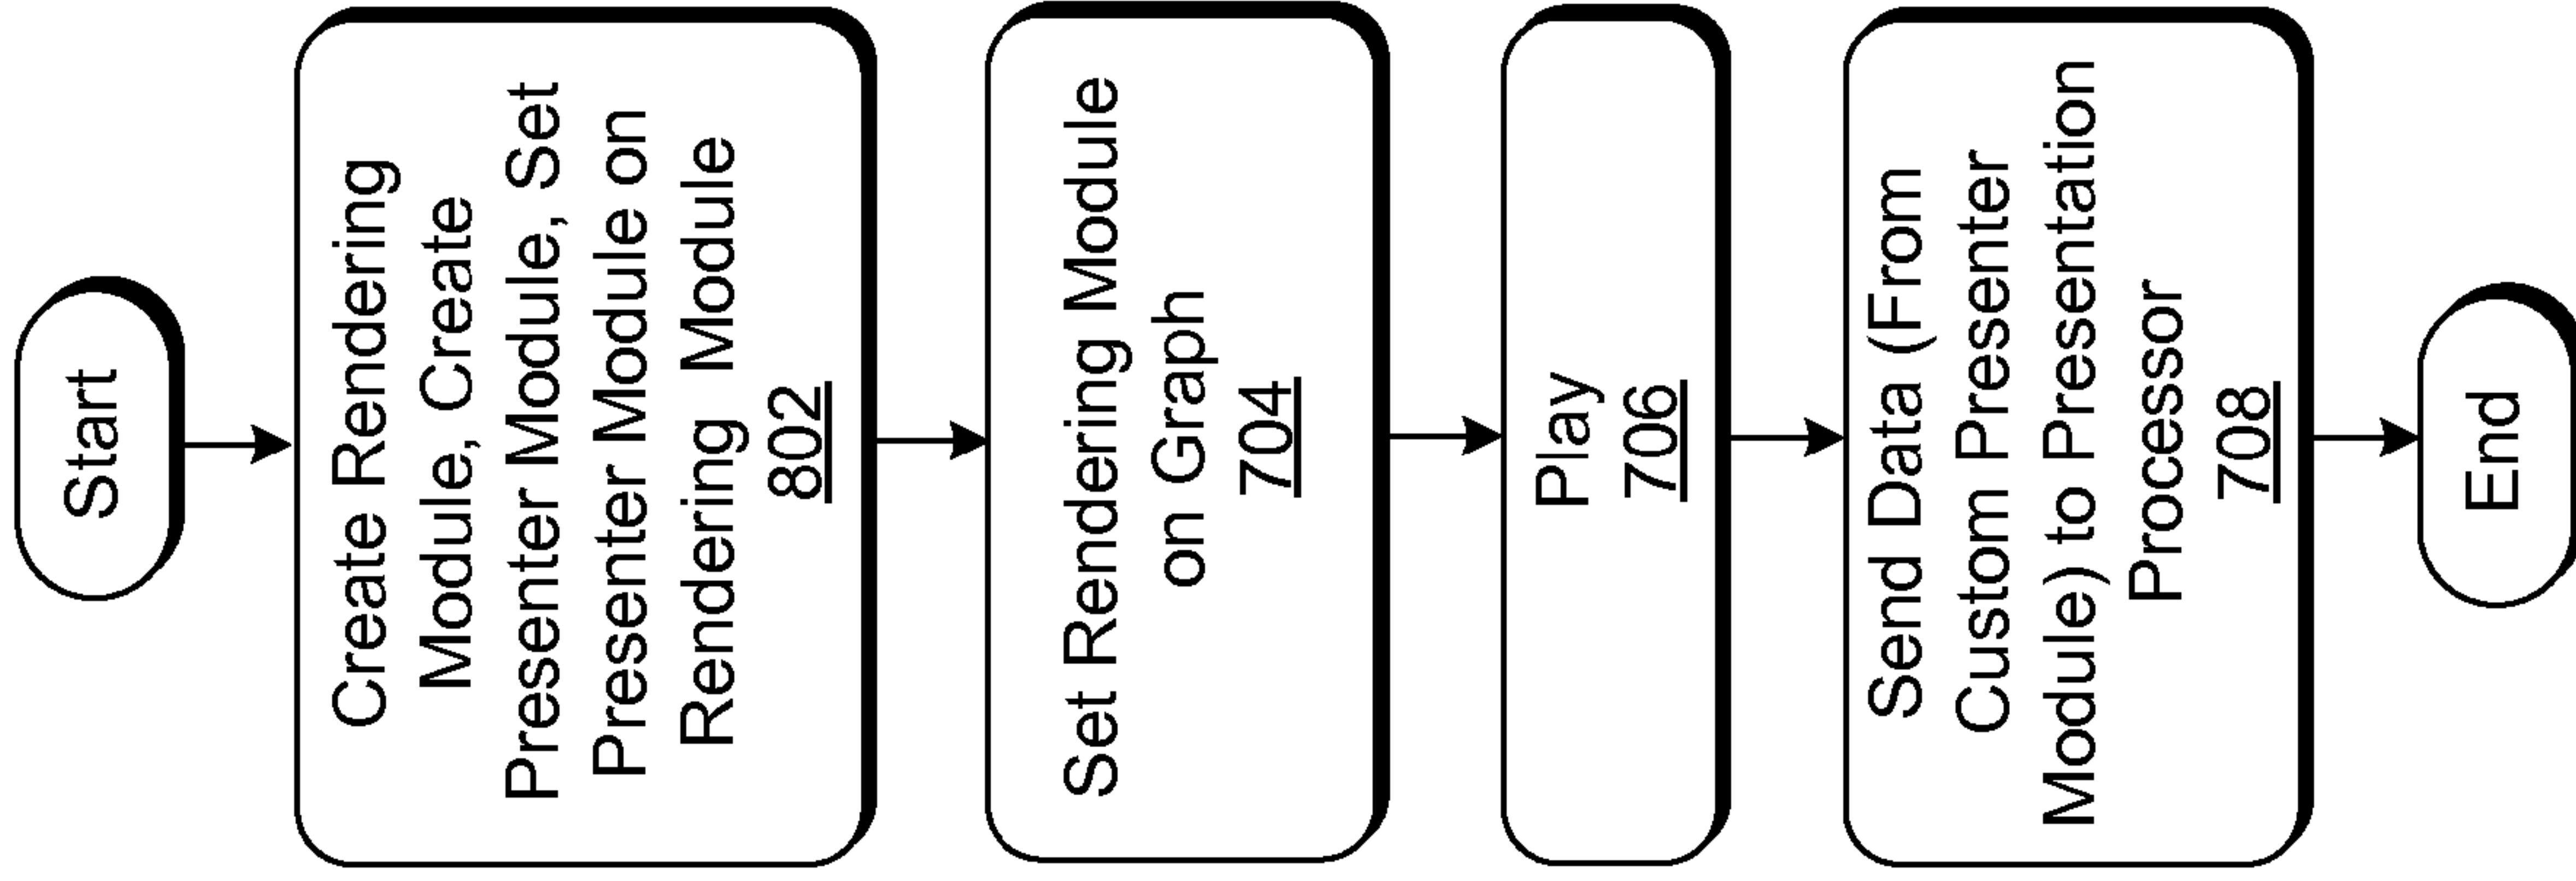 Start
Create Rendering
Module, Create
Presenter Module, Set
Presenter Module on
Rendering Module
802
Set Rendering Module
on Graph
704
Play
706
Send Data (From
Custom Presenter
Module) to Presentation
Processor
708
End